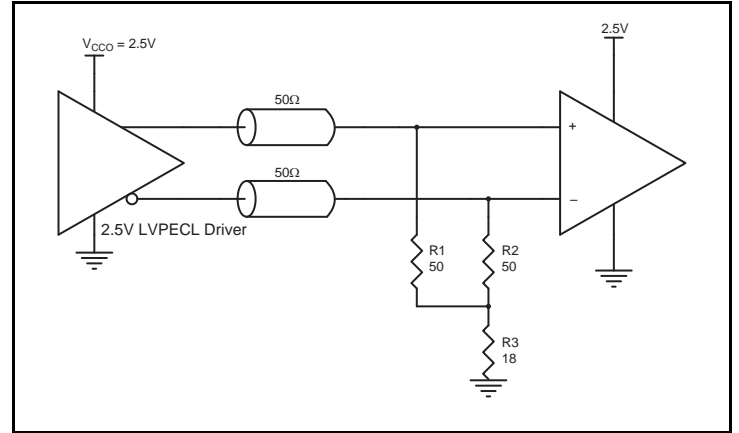 V_CCO = 2.5V
2.5V
50Ω
+
50Ω
−
2.5V LVPECL Driver
R1
50
R2
50
R3
18